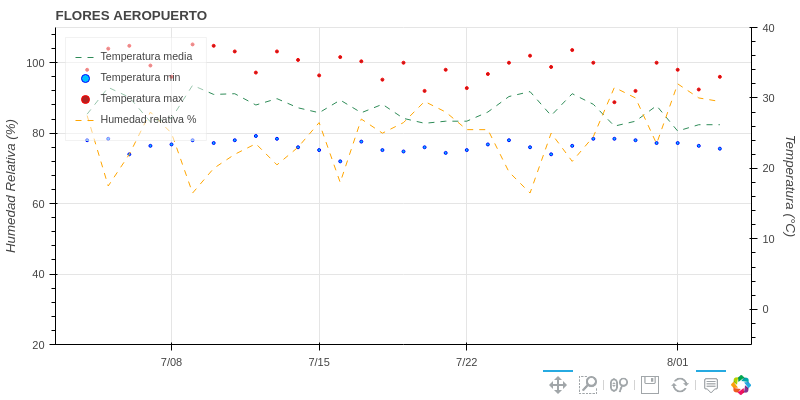 FLORES AEROPUERTO
Temperatura media
Temperatura min
Temperatura max
Humedad relativa %
Humedad Relativa (%)
100
80
60
40
20
Temperatura (°C)
40
30
20
10
0
7/08
7/15
7/22
8/01